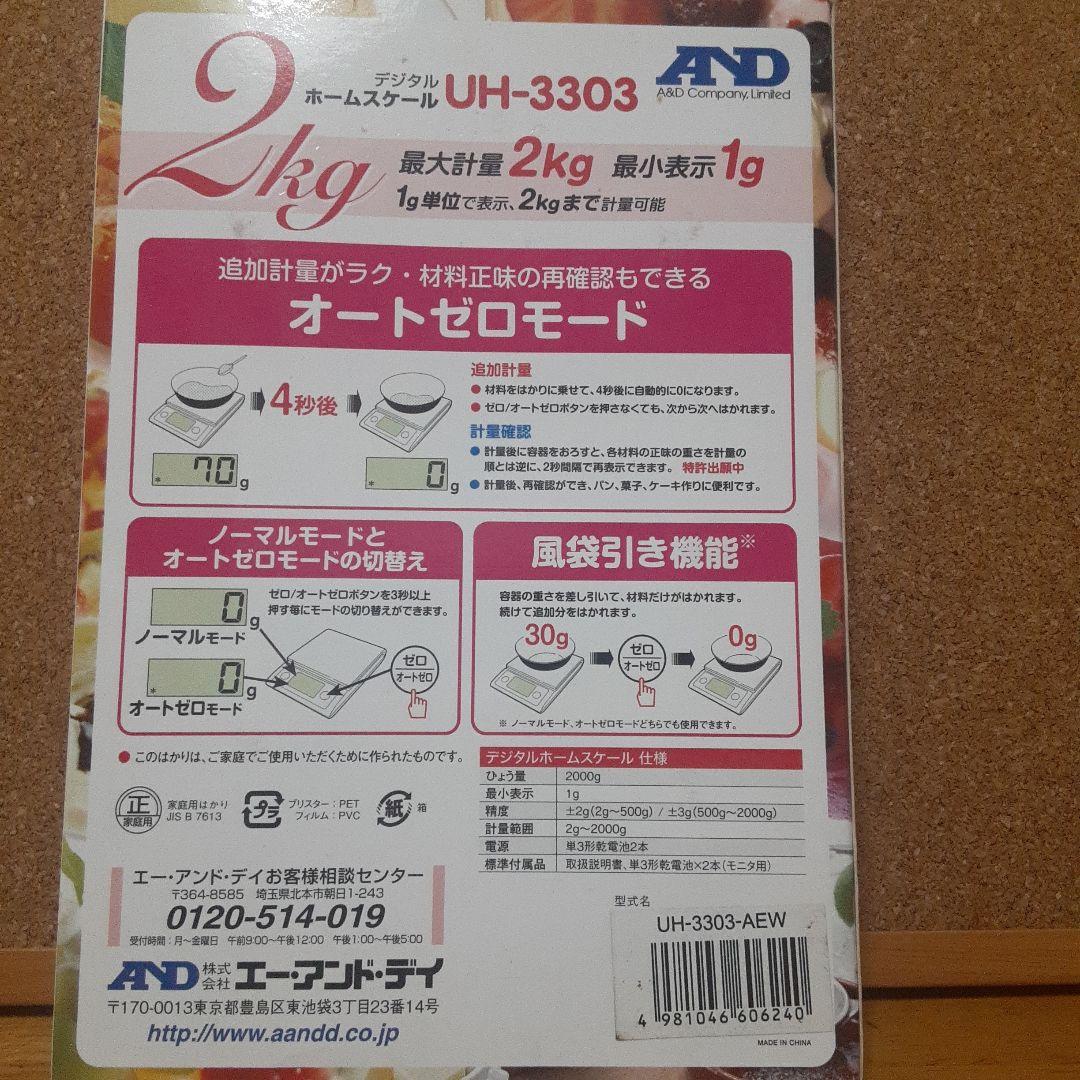 2kg
デジタル
ホームスケール UH-3303
AND
A&D Company, Limited
最大計量 2kg 最小表示 1g
1g単位で表示、2kgまで計量可能
追加計量がラク・材料正味の再確認もできる
オートゼロモード
4秒後
* 70 g
* 0 g
追加計量
● 材料をはかりに乗せて、4秒後に自動的に0になります。
● ゼロ/オートゼロボタンを押さなくても、次から次へはかれます。
計量確認
● 計量後に容器をおろすと、各材料の正味の重さを計量の
順とは逆に、2秒間隔で再表示できます。 特許出願中
● 計量後、再確認ができ、パン、菓子、ケーキ作りに便利です。
ノーマルモードと
オートゼロモードの切替え
0 g
ノーマルモード
* 0 g
オートゼロモード
ゼロ/オートゼロボタンを3秒以上
押す毎にモードの切り替えができます。
ゼロ
オートゼロ
風袋引き機能※
容器の重さを差し引いて、材料だけがはかれます。
続けて追加分をはかれます。
30g
ゼロ
オートゼロ
0g
※ ノーマルモード、オートゼロモードどちらでも使用できます。
● このはかりは、ご家庭でご使用いただくために作られたものです。
正
家庭用
家庭用はかり
JIS B 7613
プラ
ブリスター：PET
フィルム：PVC
紙
箱
デジタルホームスケール 仕様
ひょう量 2000g
最小表示 1g
精度 ±2g(2g～500g) / ±3g(500g～2000g)
計量範囲 2g～2000g
電源 単3形乾電池2本
標準付属品 取扱説明書、単3形乾電池×2本(モニタ用)
エー・アンド・デイお客様相談センター
〒364-8585 埼玉県北本市朝日1-243
0120-514-019
受付時間：月～金曜日 午前9:00～午後12:00 午後1:00～午後5:00
AND 株式会社 エー・アンド・デイ
〒170-0013東京都豊島区東池袋3丁目23番14号
http://www.aandd.co.jp
型式名
UH-3303-AEW
4 981046 606240
MADE IN CHINA